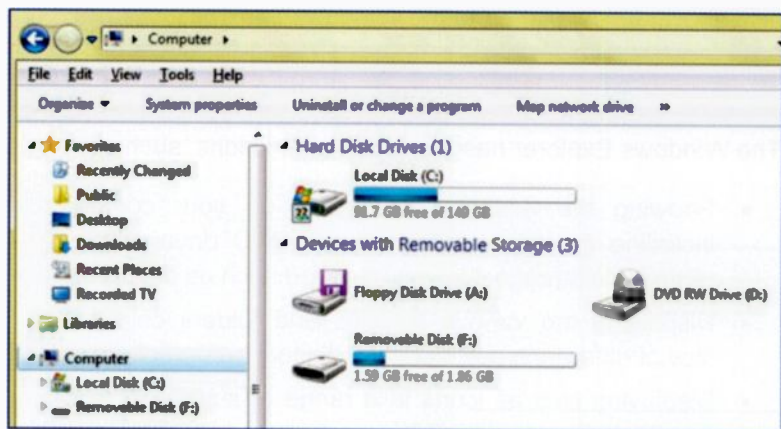 Computer
File Edit View Tools Help
Organise System properties Uninstall or change a program Map network drive »
Favorites
Recently Changed
Public
Desktop
Downloads
Recent Places
Recorded TV
Libraries
Computer
Local Disk (C:)
Removable Disk (F:)
Hard Disk Drives (1)
Local Disk (C:)
91.7 GB free of 149 GB
Devices with Removable Storage (3)
Floppy Disk Drive (A:)
DVD RW Drive (D:)
Removable Disk (F:)
1.59 GB free of 1.86 GB